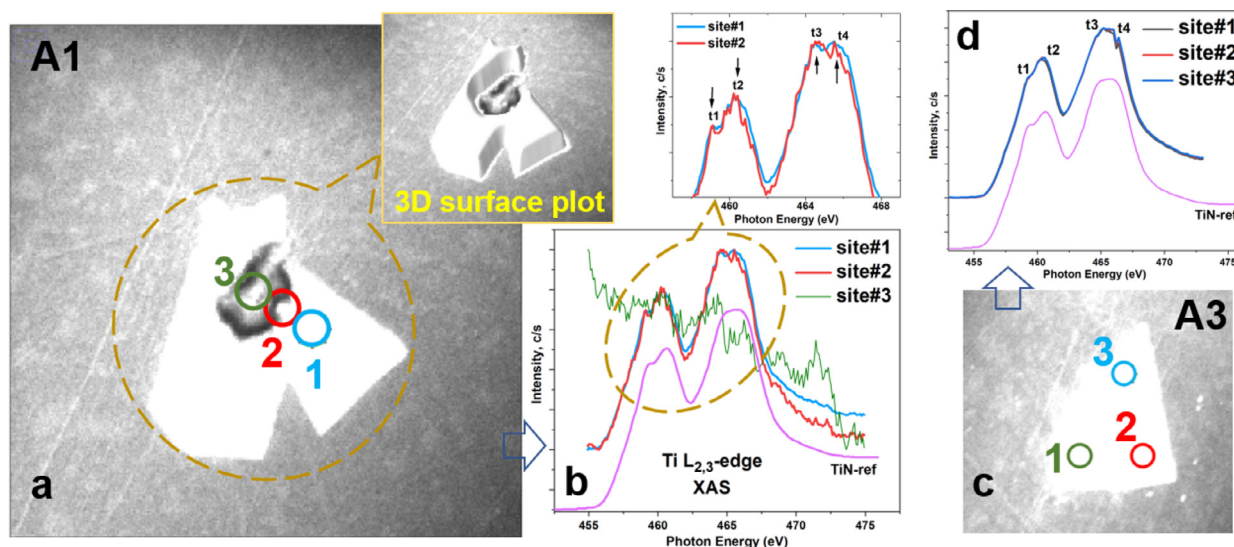 A1
3
2
1
a
3D surface plot
Intensity, c/s
site#1
site#2
t1
t2
t3
t4
460
464
468
Photon Energy (eV)
Intensity, c/s
site#1
site#2
site#3
TiN-ref
Ti L2,3-edge
XAS
b
455
460
465
470
475
Photon Energy (eV)
d
Intensity, c/s
site#1
site#2
site#3
t1
t2
t3
t4
TiN-ref
455
460
465
470
475
Photon Energy (eV)
A3
3
2
1
c